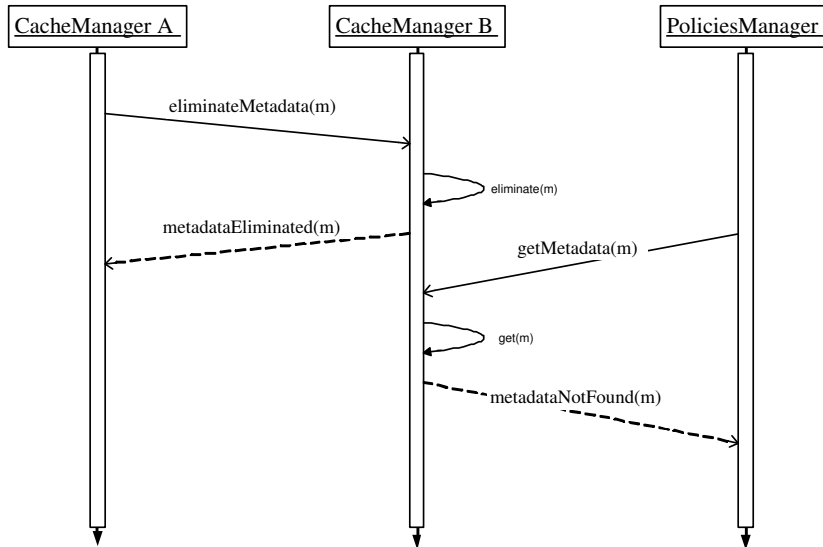 CacheManager A
CacheManager B
PoliciesManager
eliminateMetadata(m)
eliminate(m)
metadataEliminated(m)
getMetadata(m)
get(m)
metadataNotFound(m)